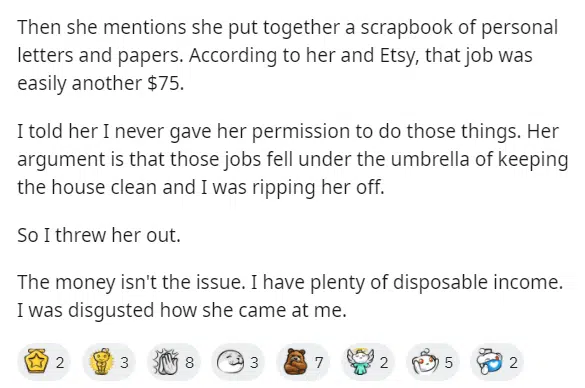 Then she mentions she put together a scrapbook of personal
letters and papers. According to her and Etsy, that job was
easily another $75.
I told her I never gave her permission to do those things. Her
argument is that those jobs fell under the umbrella of keeping
the house clean and I was ripping her off.
So I threw her out.
The money isn't the issue. I have plenty of disposable income.
I was disgusted how she came at me.
2 3 8 3 7 2 5 2